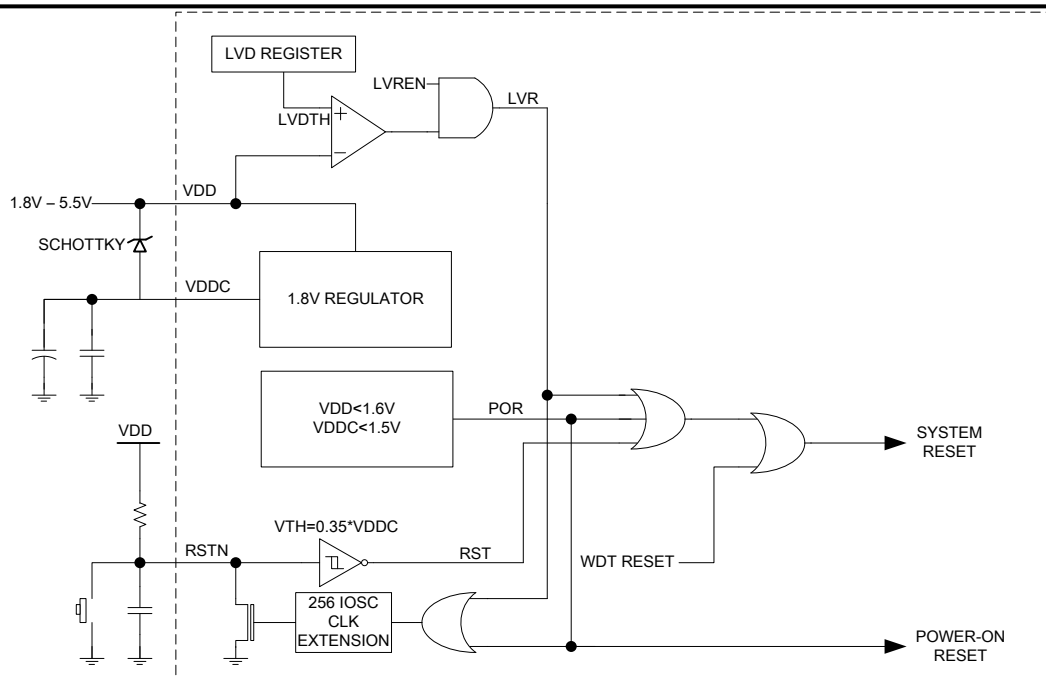 LVD REGISTER
LVREN
LVR
LVDTH
+
−
VDD
1.8V – 5.5V
SCHOTTKY
VDDC
1.8V REGULATOR
VDD<1.6V
VDDC<1.5V
POR
VDD
SYSTEM
RESET
VTH=0.35*VDDC
RSTN
RST
WDT RESET
256 IOSC
CLK
EXTENSION
POWER-ON
RESET